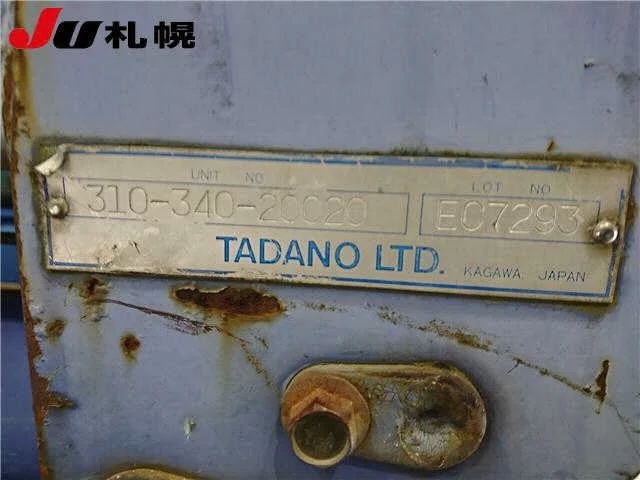 JU札幌
UNIT NO
LOT NO
310-340-20020
EC7293
TADANO LTD.
KAGAWA JAPAN